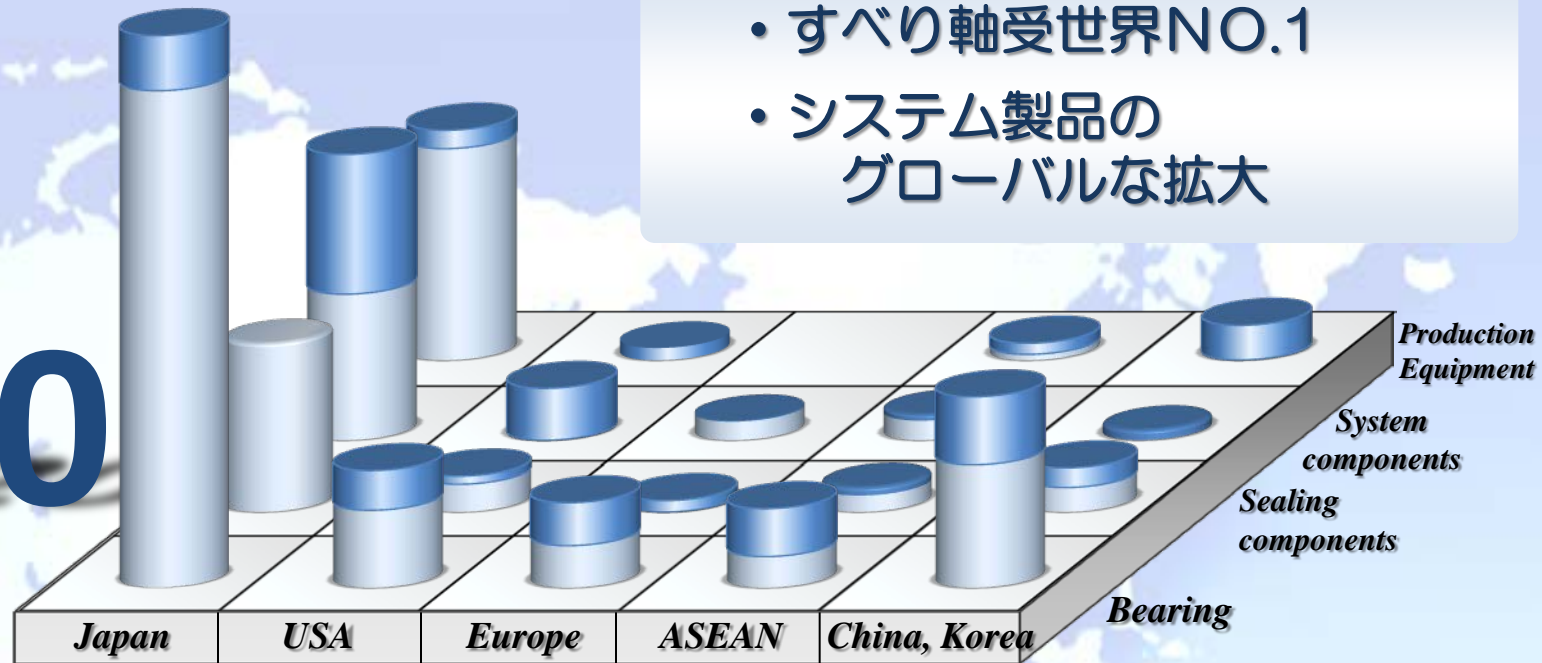 ・すべり軸受世界NO.1
・システム製品の
グローバルな拡大
0
Production
Equipment
System
components
Sealing
components
Bearing
Japan
USA
Europe
ASEAN
China, Korea